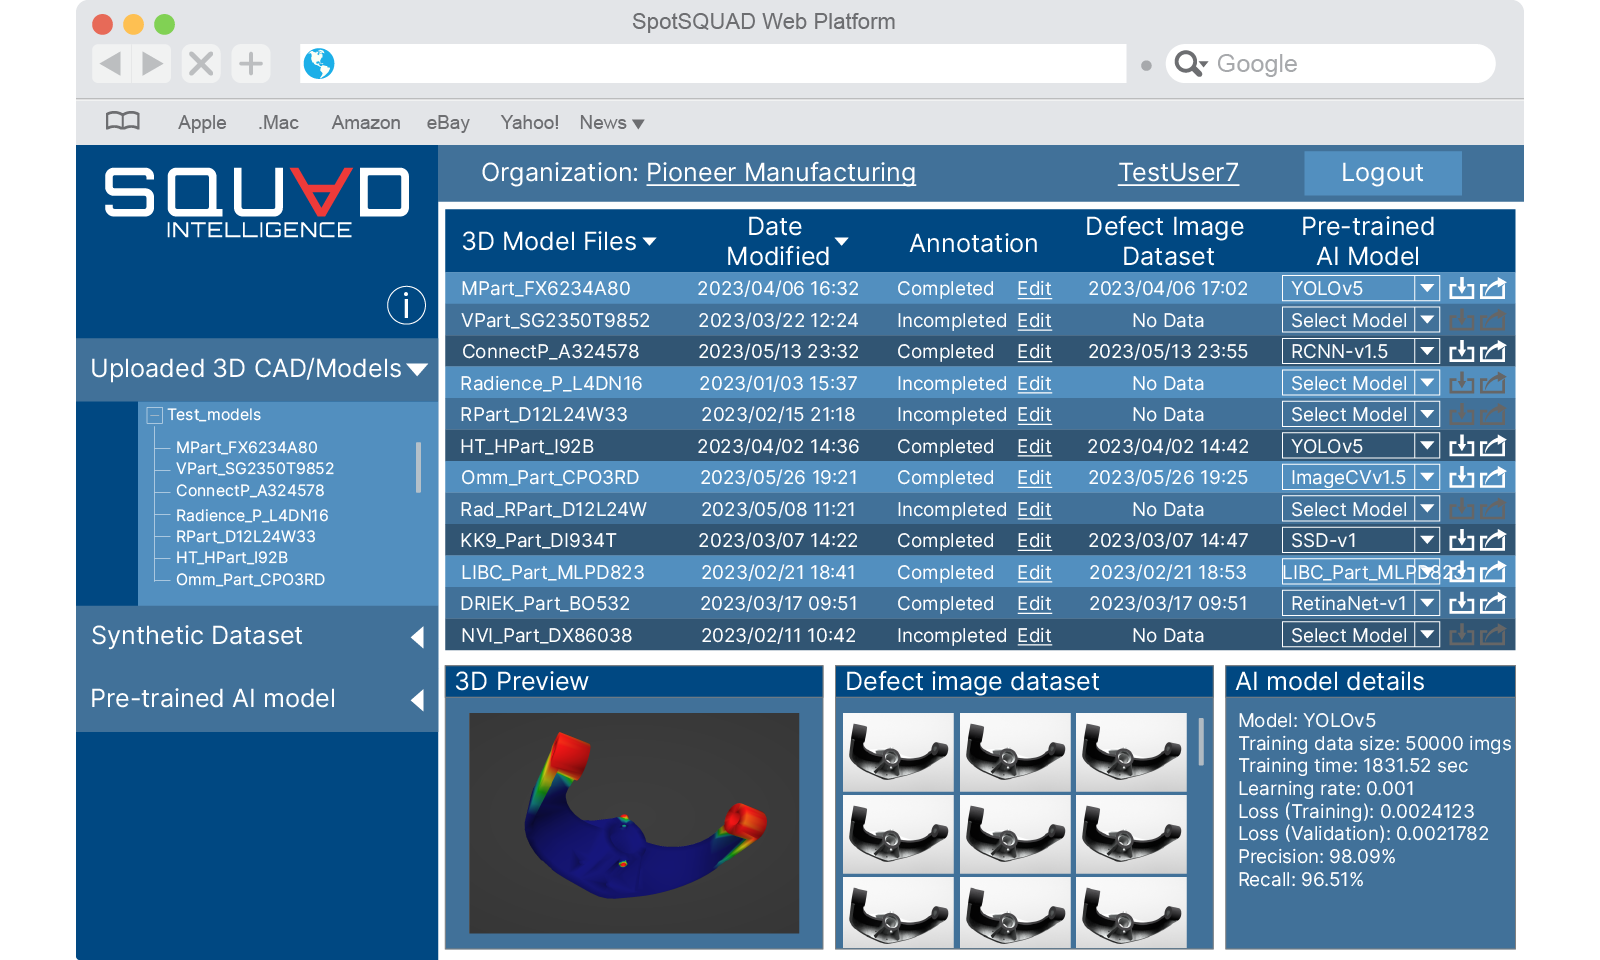 SpotSQUAD Web Platform
Google
Apple .Mac Amazon eBay Yahoo! News
SQUAD
INTELLIGENCE
Organization: Pioneer Manufacturing TestUser7 Logout
i
Uploaded 3D CAD/Models
Test_models
MPart_FX6234A80
VPart_SG2350T9852
ConnectP_A324578
Radience_P_L4DN16
RPart_D12L24W33
HT_HPart_I92B
Omm_Part_CPO3RD
Synthetic Dataset
Pre-trained AI model
3D Model Files Date Modified Annotation Defect Image Dataset Pre-trained AI Model
MPart_FX6234A80 2023/04/06 16:32 Completed Edit 2023/04/06 17:02 YOLOv5
VPart_SG2350T9852 2023/03/22 12:24 Incompleted Edit No Data Select Model
ConnectP_A324578 2023/05/13 23:32 Completed Edit 2023/05/13 23:55 RCNN-v1.5
Radience_P_L4DN16 2023/01/03 15:37 Incompleted Edit No Data Select Model
RPart_D12L24W33 2023/02/15 21:18 Incompleted Edit No Data Select Model
HT_HPart_I92B 2023/04/02 14:36 Completed Edit 2023/04/02 14:42 YOLOv5
Omm_Part_CPO3RD 2023/05/26 19:21 Completed Edit 2023/05/26 19:25 ImageCVv1.5
Rad_RPart_D12L24W 2023/05/08 11:21 Incompleted Edit No Data Select Model
KK9_Part_DI934T 2023/03/07 14:22 Completed Edit 2023/03/07 14:47 SSD-v1
LIBC_Part_MLPD823 2023/02/21 18:41 Completed Edit 2023/02/21 18:53 LIBC_Part_MLPD823
DRIEK_Part_BO532 2023/03/17 09:51 Completed Edit 2023/03/17 09:51 RetinaNet-v1
NVI_Part_DX86038 2023/02/11 10:42 Incompleted Edit No Data Select Model
3D Preview
Defect image dataset
AI model details
Model: YOLOv5
Training data size: 50000 imgs
Training time: 1831.52 sec
Learning rate: 0.001
Loss (Training): 0.0024123
Loss (Validation): 0.0021782
Precision: 98.09%
Recall: 96.51%